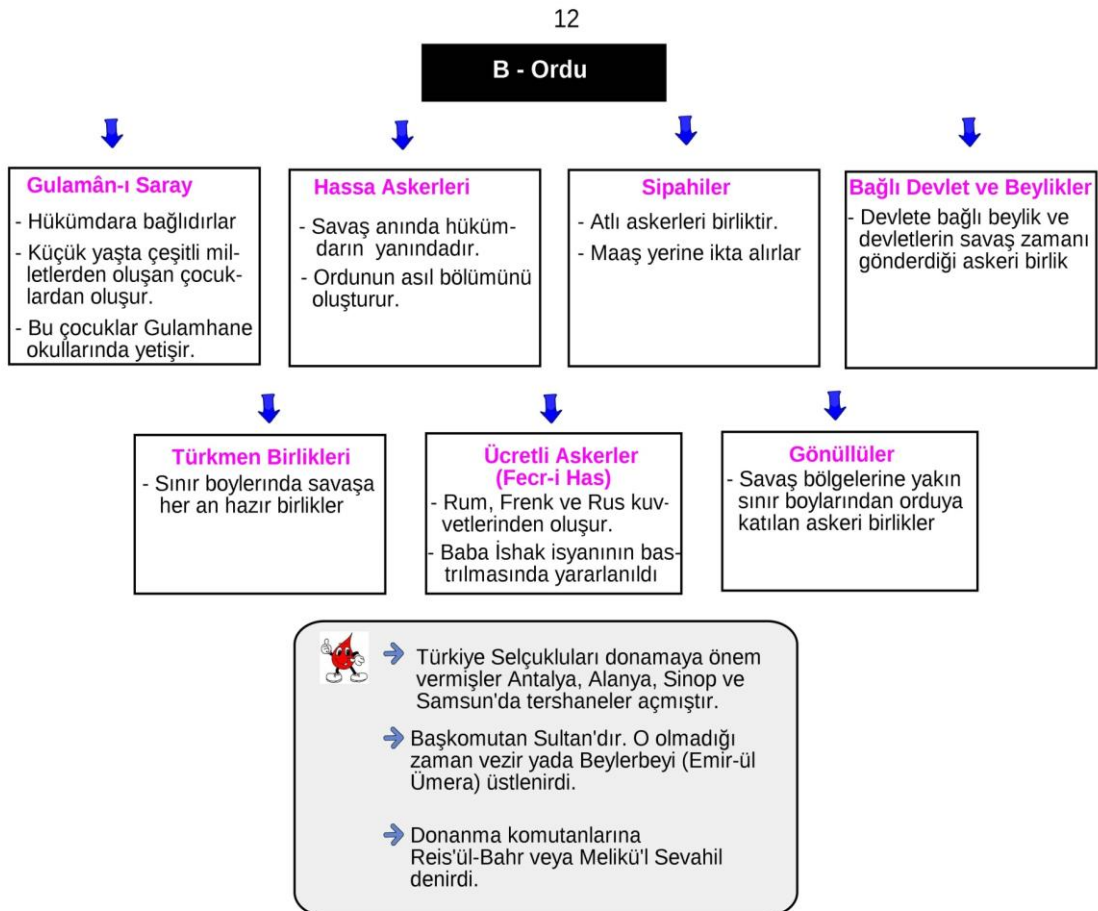 12
B - Ordu
Gulamân-ı Saray
- Hükümdara bağlıdırlar
- Küçük yaşta çeşitli mil-
letlerden oluşan çocuk-
lardan oluşur.
- Bu çocuklar Gulamhane
okullarında yetişir.
Hassa Askerleri
- Savaş anında hüküm-
darın yanındadır.
- Ordunun asıl bölümünü
oluşturur.
Sipahiler
- Atlı askerleri birliktir.
- Maaş yerine ikta alırlar
Bağlı Devlet ve Beylikler
- Devlete bağlı beylik ve
devletlerin savaş zamanı
gönderdiği askeri birlik
Türkmen Birlikleri
- Sınır boylerında savaşa
her an hazır birlikler
Ücretli Askerler
(Fecr-i Has)
- Rum, Frenk ve Rus kuv-
vetlerinden oluşur.
- Baba İshak isyanının bas-
trılmasında yararlanıldı
Gönüllüler
- Savaş bölgelerine yakın
sınır boylarından orduya
katılan askeri birlikler
Türkiye Selçukluları donamaya önem
vermişler Antalya, Alanya, Sinop ve
Samsun'da tershaneler açmıştır.
Başkomutan Sultan'dır. O olmadığı
zaman vezir yada Beylerbeyi (Emir-ül
Ümera) üstlenirdi.
Donanma komutanlarına
Reis'ül-Bahr veya Melikü'l Sevahil
denirdi.